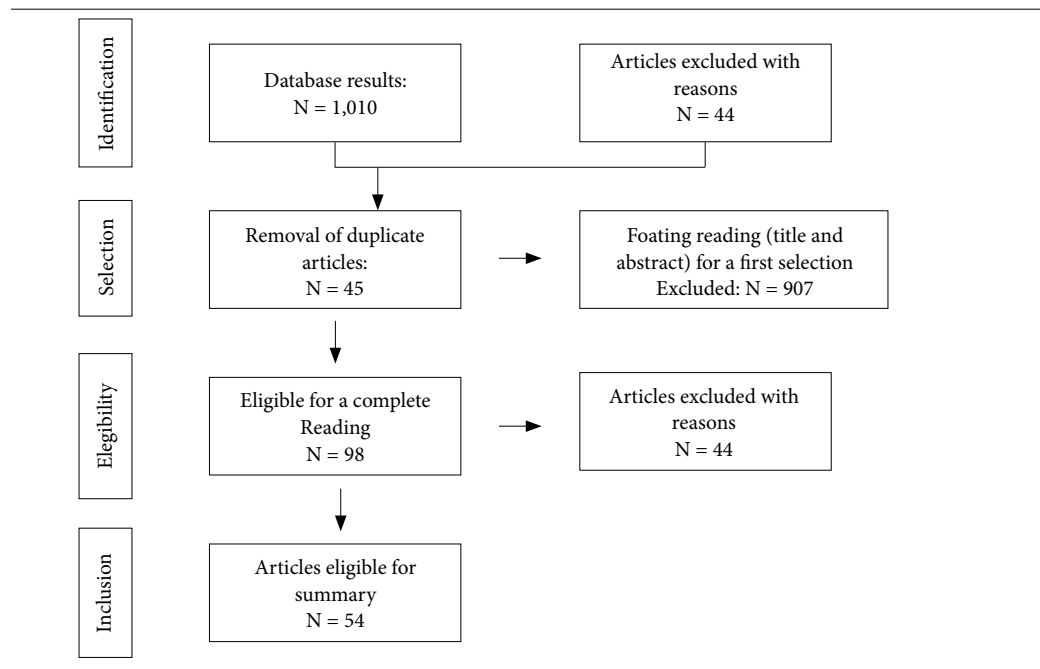 Identification
Database results:
N = 1,010
Articles excluded with
reasons
N = 44
Selection
Removal of duplicate
articles:
N = 45
Foating reading (title and
abstract) for a first selection
Excluded: N = 907
Elegibility
Eligible for a complete
Reading
N = 98
Articles excluded with
reasons
N = 44
Inclusion
Articles eligible for
summary
N = 54